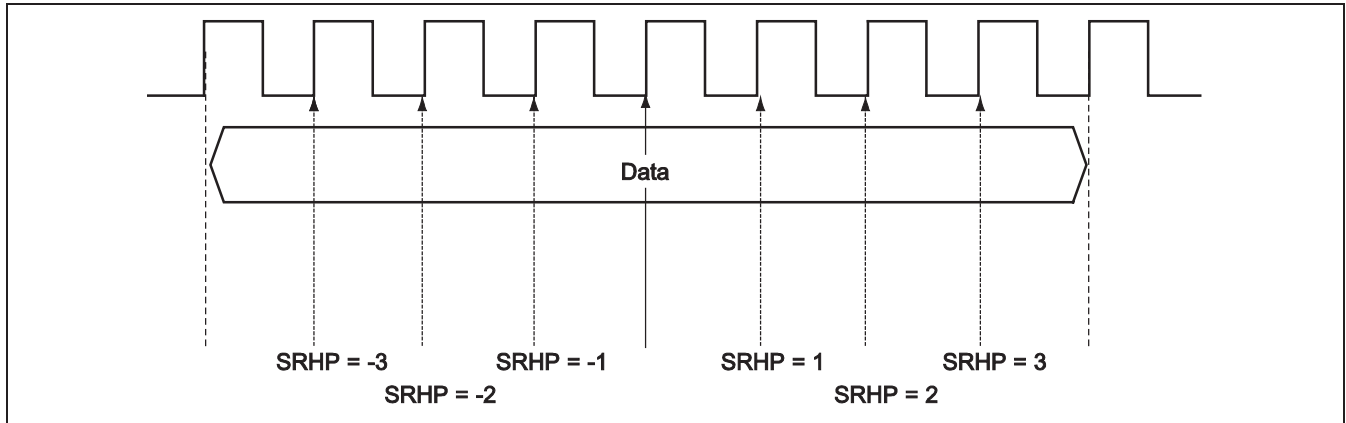 Data
SRHP = -3
SRHP = -1
SRHP = 1
SRHP = 3
SRHP = -2
SRHP = 2